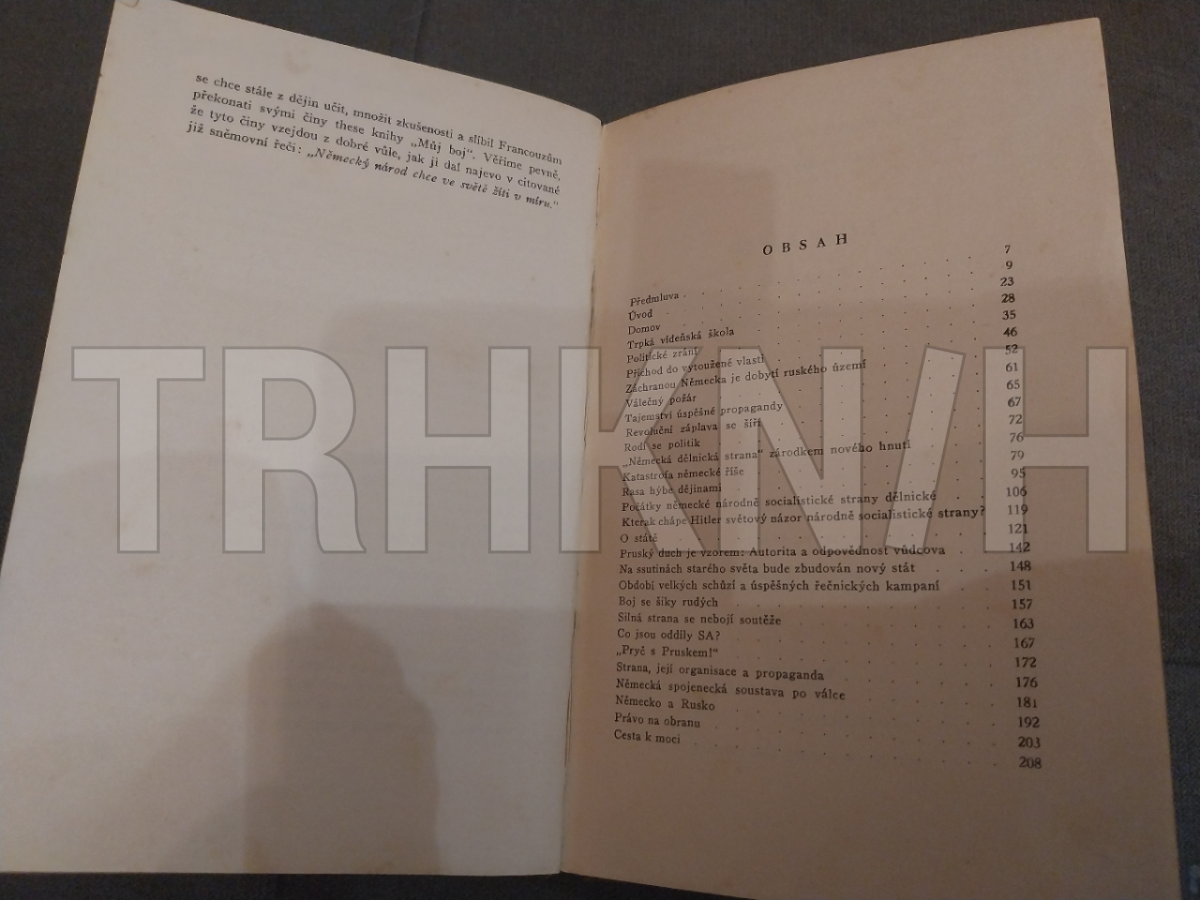 se chce stále z dějin učit, množit zkušenosti a slíbil Francouzům
překonati svými činy these knihy „Můj boj“. Věříme pevně,
že tyto činy vzejdou z dobré vůle, jak ji dal najevo v citované
již sněmovní řeči: „Německý národ chce ve světě žíti v míru.“
OBSAH
Předmluva . . . . . . . . . . 7
Úvod . . . . . . . . . . 9
Domov . . . . . . . . . . 23
Trpká vídeňská škola . . . . . . . . 28
Politické zrání . . . . . . . . 35
Příchod do vytoužené vlasti . . . . . . 46
Záchranou Německa je dobytí ruského území . . . 52
Válečný požár . . . . . . . . 61
Tajemství úspěšné propagandy . . . . . . 65
Revoluční záplava se šíří . . . . . . 67
Rodí se politik . . . . . . . . 72
„Německá dělnická strana“ zárodkem nového hnutí . . 76
Katastrofa německé říše . . . . . . 79
Rasa hýbe dějinami . . . . . . . 95
Počátky německé národně socialistické strany dělnické . . 106
Kterak chápe Hitler světový názor národně socialistické strany? 119
O státě . . . . . . . . . 121
Pruský duch je vzorem: Autorita a odpovědnost vůdcova . . 142
Na ssutinách starého světa bude zbudován nový stát . . . 148
Období velkých schůzí a úspěšných řečnických kampaní . . 151
Boj se šiky rudých . . . . . . . . 157
Silná strana se nebojí soutěže . . . . . . 163
Co jsou oddíly SA? . . . . . . . . 167
„Pryč s Pruskem!“ . . . . . . . . 172
Strana, její organisace a propaganda . . . . . 176
Německá spojenecká soustava po válce . . . . . 181
Německo a Rusko . . . . . . . . 192
Právo na obranu . . . . . . . . 203
Cesta k moci . . . . . . . . . 208
TRHKN/H